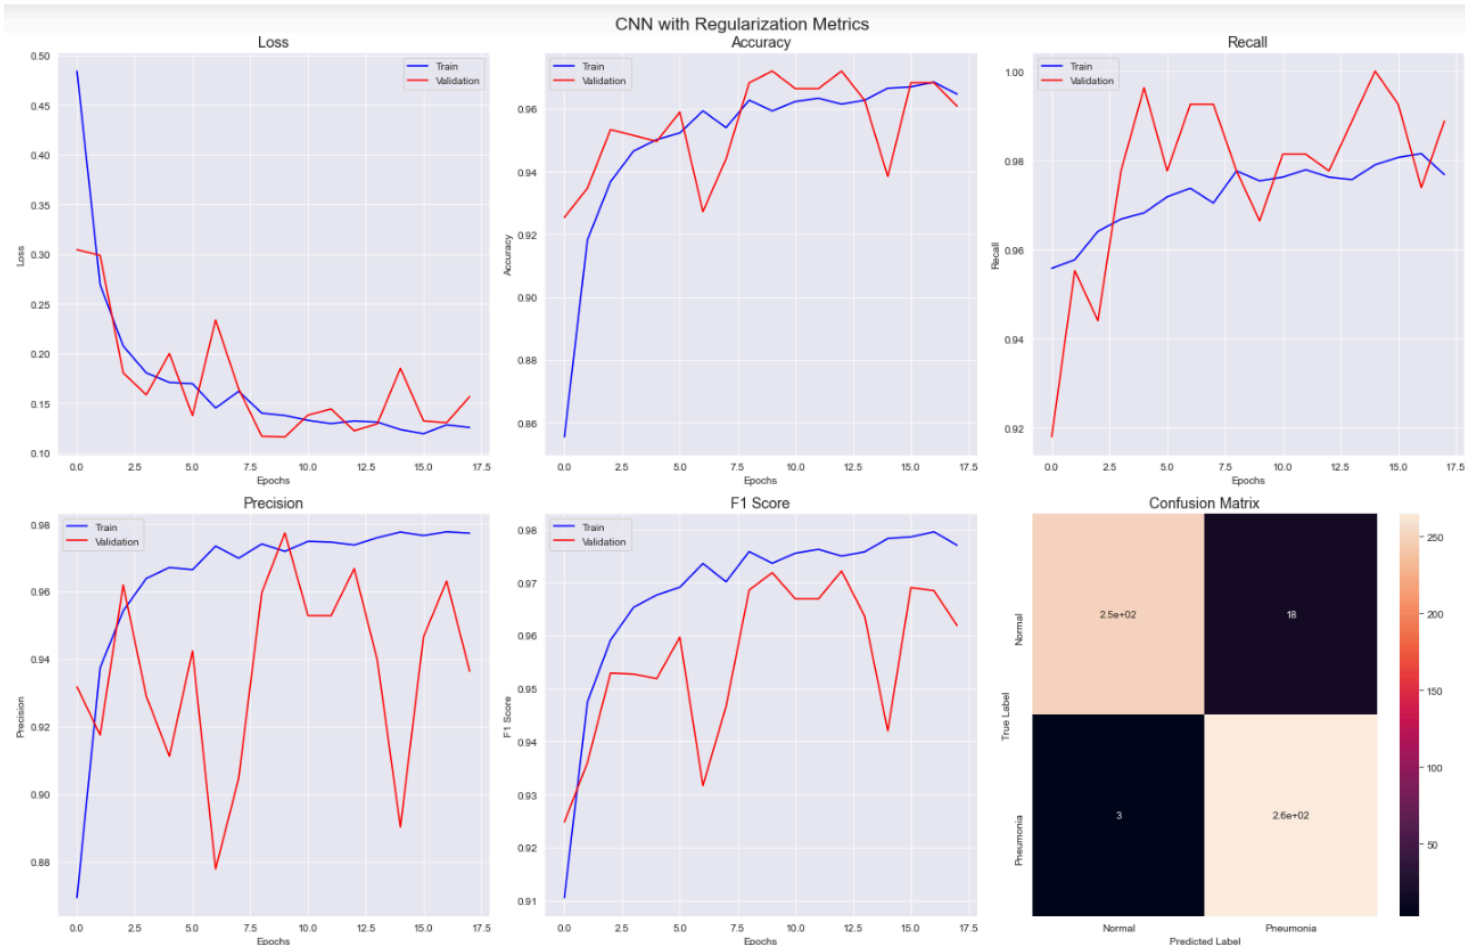 CNN with Regularization Metrics
Loss
Train
Validation
0.50
0.45
0.40
0.35
0.30
0.25
0.20
0.15
0.10
Loss
0.0 2.5 5.0 7.5 10.0 12.5 15.0 17.5
Epochs
Accuracy
Train
Validation
0.96
0.94
0.92
0.90
0.88
0.86
Accuracy
0.0 2.5 5.0 7.5 10.0 12.5 15.0 17.5
Epochs
Recall
Train
Validation
1.00
0.98
0.96
0.94
0.92
Recall
0.0 2.5 5.0 7.5 10.0 12.5 15.0 17.5
Epochs
Precision
Train
Validation
0.98
0.96
0.94
0.92
0.90
0.88
Precision
0.0 2.5 5.0 7.5 10.0 12.5 15.0 17.5
Epochs
F1 Score
Train
Validation
0.98
0.97
0.96
0.95
0.94
0.93
0.92
0.91
F1 Score
0.0 2.5 5.0 7.5 10.0 12.5 15.0 17.5
Epochs
Confusion Matrix
True Label
Normal
2.5e+02 18
Pneumonia
3 2.6e+02
Normal Pneumonia
Predicted Label
250
200
150
100
50